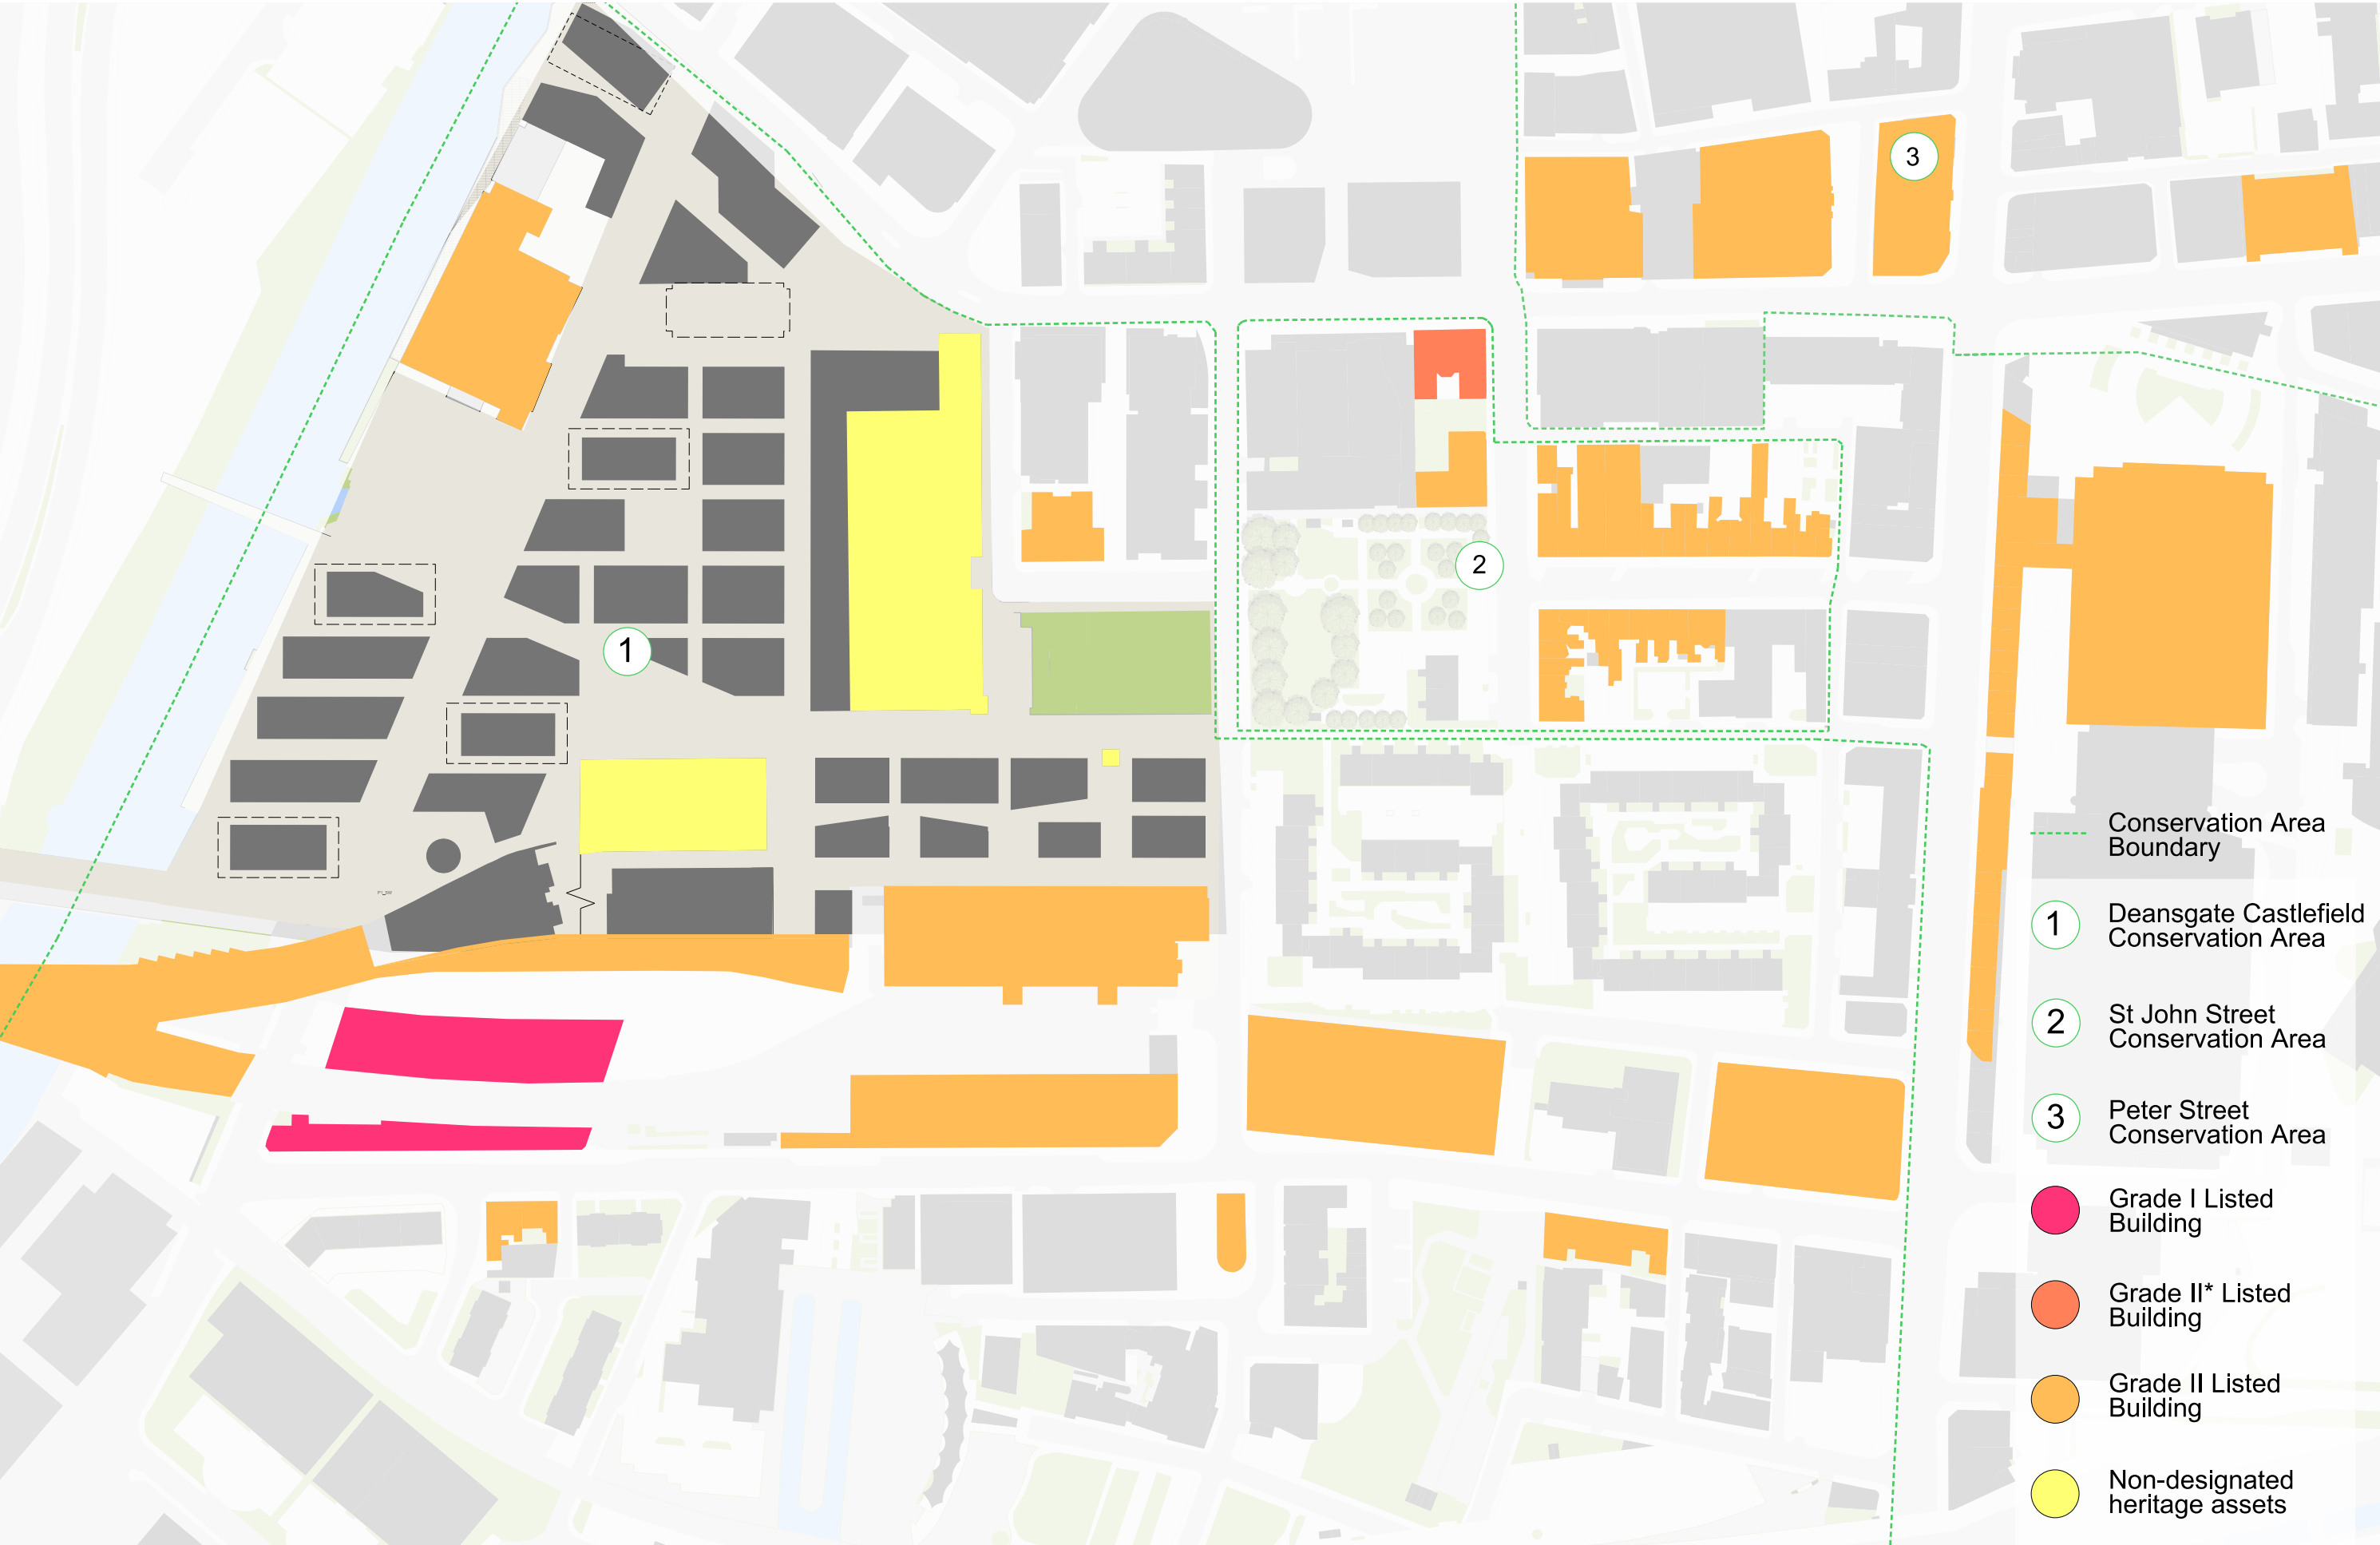 3
2
1
Conservation Area
Boundary
1
Deansgate Castlefield
Conservation Area
2
St John Street
Conservation Area
3
Peter Street
Conservation Area
Grade I Listed
Building
Grade II* Listed
Building
Grade II Listed
Building
Non-designated
heritage assets